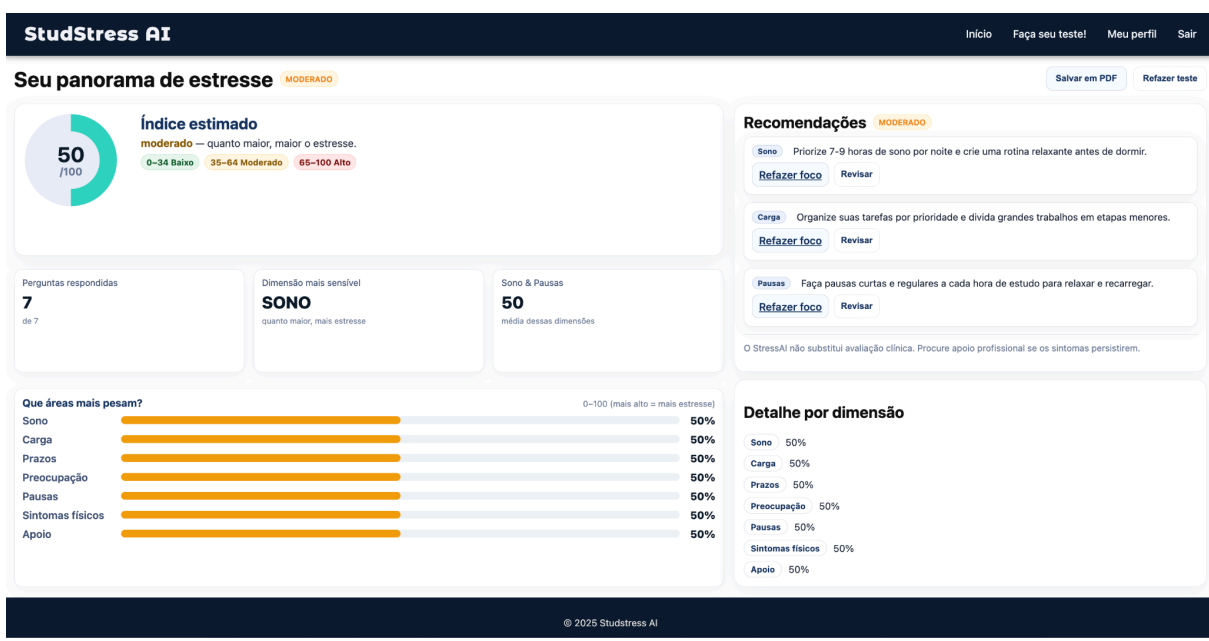 StudStress AI
Início Faça seu teste! Meu perfil Sair
Seu panorama de estresse MODERADO
Salvar em PDF Refazer teste
50
/100
Índice estimado
moderado — quanto maior, maior o estresse.
0–34 Baixo 35–64 Moderado 65–100 Alto
Perguntas respondidas
7
de 7
Dimensão mais sensível
SONO
quanto maior, mais estresse
Sono & Pausas
50
média dessas dimensões
Que áreas mais pesam? 0–100 (mais alto = mais estresse)
Sono 50%
Carga 50%
Prazos 50%
Preocupação 50%
Pausas 50%
Sintomas físicos 50%
Apoio 50%
Recomendações MODERADO
Sono Priorize 7-9 horas de sono por noite e crie uma rotina relaxante antes de dormir.
Refazer foco Revisar
Carga Organize suas tarefas por prioridade e divida grandes trabalhos em etapas menores.
Refazer foco Revisar
Pausas Faça pausas curtas e regulares a cada hora de estudo para relaxar e recarregar.
Refazer foco Revisar
O StressAI não substitui avaliação clínica. Procure apoio profissional se os sintomas persistirem.
Detalhe por dimensão
Sono 50%
Carga 50%
Prazos 50%
Preocupação 50%
Pausas 50%
Sintomas físicos 50%
Apoio 50%
© 2025 Studstress AI